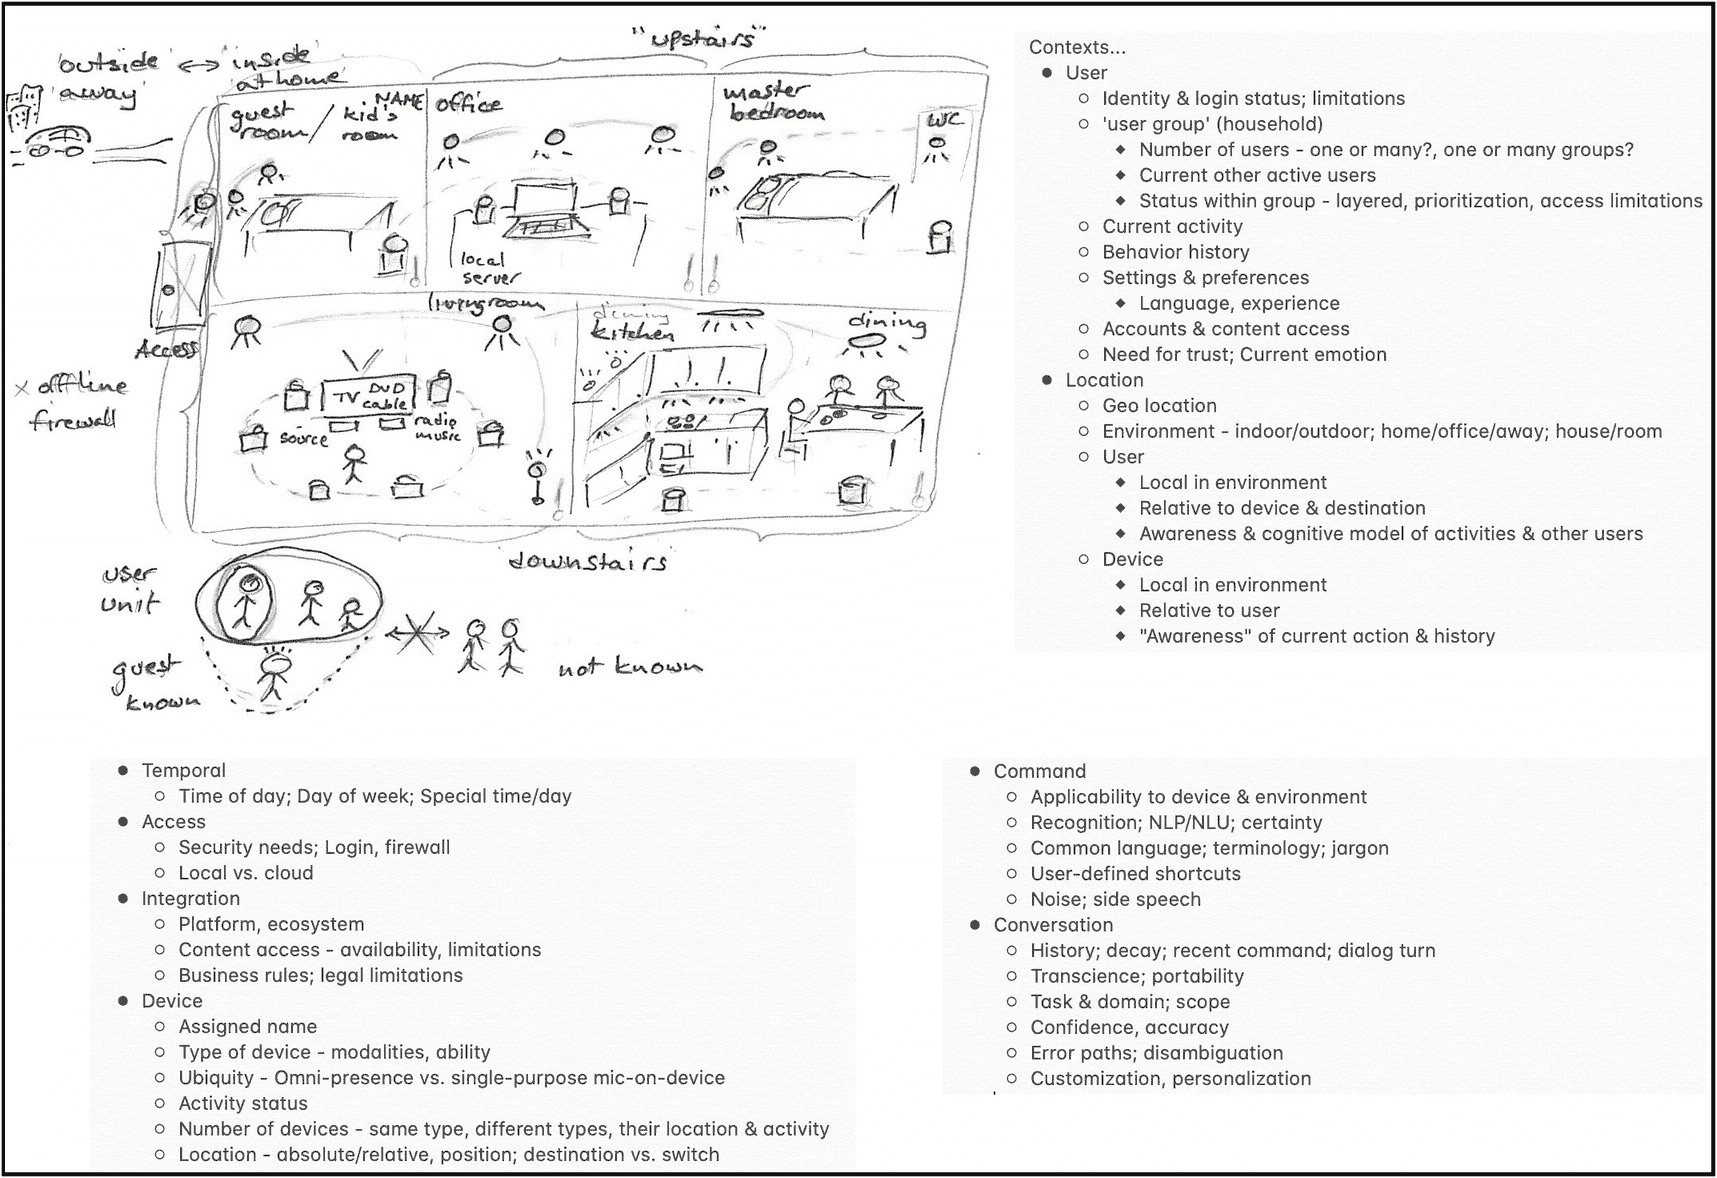 "upstairs"
'outside' ↔ 'inside'
'away' 'at home'
guest room / kid's room
NAME
office
master bedroom
WC
local server
Access
× offline firewall
livingroom
dining
kitchen
dining
DVD
TV cable
source
radio
music
'downstairs'
user unit
guest known
not known
Contexts...
● User
○ Identity & login status; limitations
○ 'user group' (household)
◆ Number of users - one or many?, one or many groups?
◆ Current other active users
◆ Status within group - layered, prioritization, access limitations
○ Current activity
○ Behavior history
○ Settings & preferences
◆ Language, experience
○ Accounts & content access
○ Need for trust; Current emotion
● Location
○ Geo location
○ Environment - indoor/outdoor; home/office/away; house/room
○ User
◆ Local in environment
◆ Relative to device & destination
◆ Awareness & cognitive model of activities & other users
○ Device
◆ Local in environment
◆ Relative to user
◆ "Awareness" of current action & history
● Temporal
○ Time of day; Day of week; Special time/day
● Access
○ Security needs; Login, firewall
○ Local vs. cloud
● Integration
○ Platform, ecosystem
○ Content access - availability, limitations
○ Business rules; legal limitations
● Device
○ Assigned name
○ Type of device - modalities, ability
○ Ubiquity - Omni-presence vs. single-purpose mic-on-device
○ Activity status
○ Number of devices - same type, different types, their location & activity
○ Location - absolute/relative, position; destination vs. switch
● Command
○ Applicability to device & environment
○ Recognition; NLP/NLU; certainty
○ Common language; terminology; jargon
○ User-defined shortcuts
○ Noise; side speech
● Conversation
○ History; decay; recent command; dialog turn
○ Transcience; portability
○ Task & domain; scope
○ Confidence, accuracy
○ Error paths; disambiguation
○ Customization, personalization